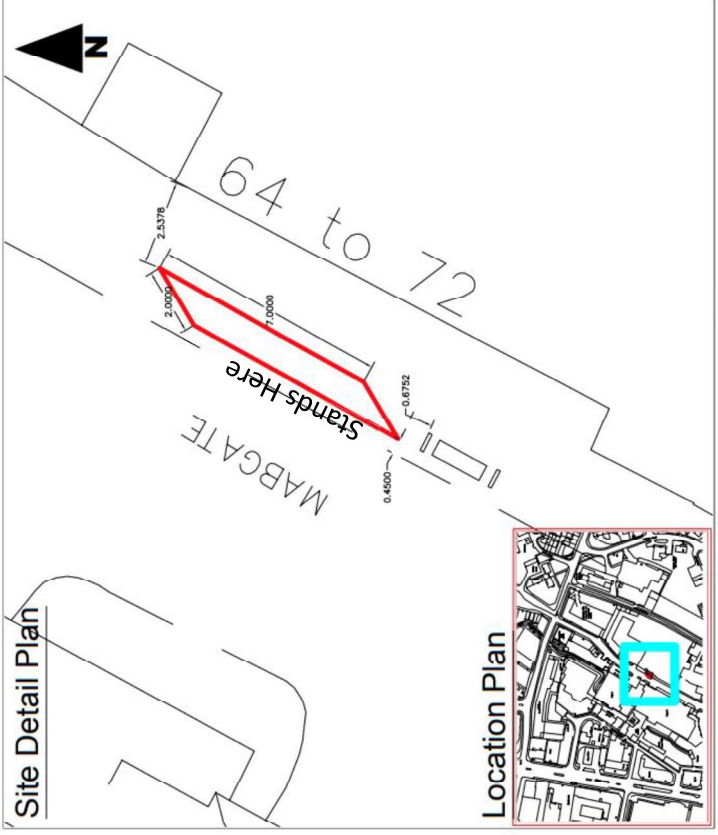 Site Detail Plan
N
64 to 72
2.5378
2.0000
7.0000
Stands Here
MABGATE
0.6752
0.4500
Location Plan